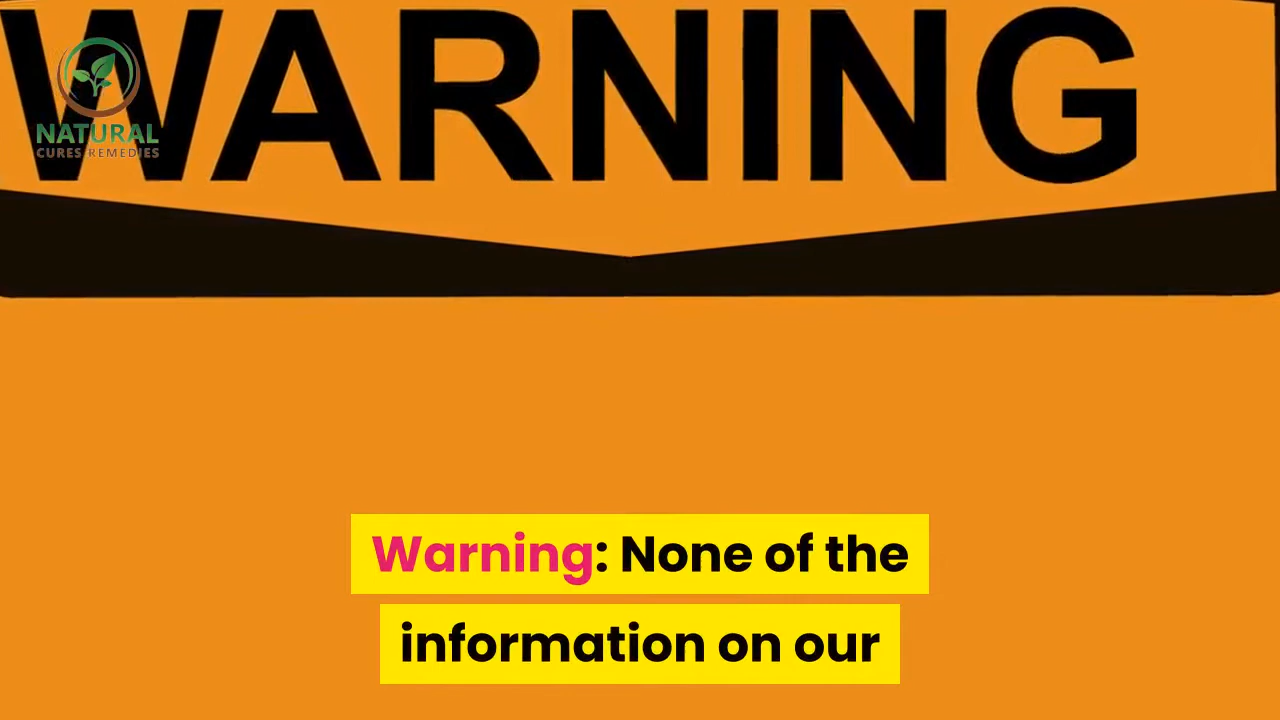 WARNING
NATURAL
CURES REMEDIES
Warning: None of the
information on our